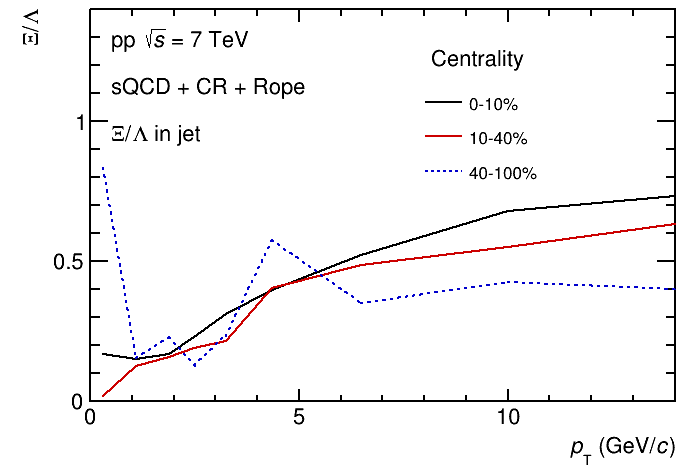 Ξ/Λ
pp √s = 7 TeV
sQCD + CR + Rope
Ξ/Λ in jet
Centrality
0-10%
10-40%
40-100%
1
0.5
0
0 5 10
p_T (GeV/c)